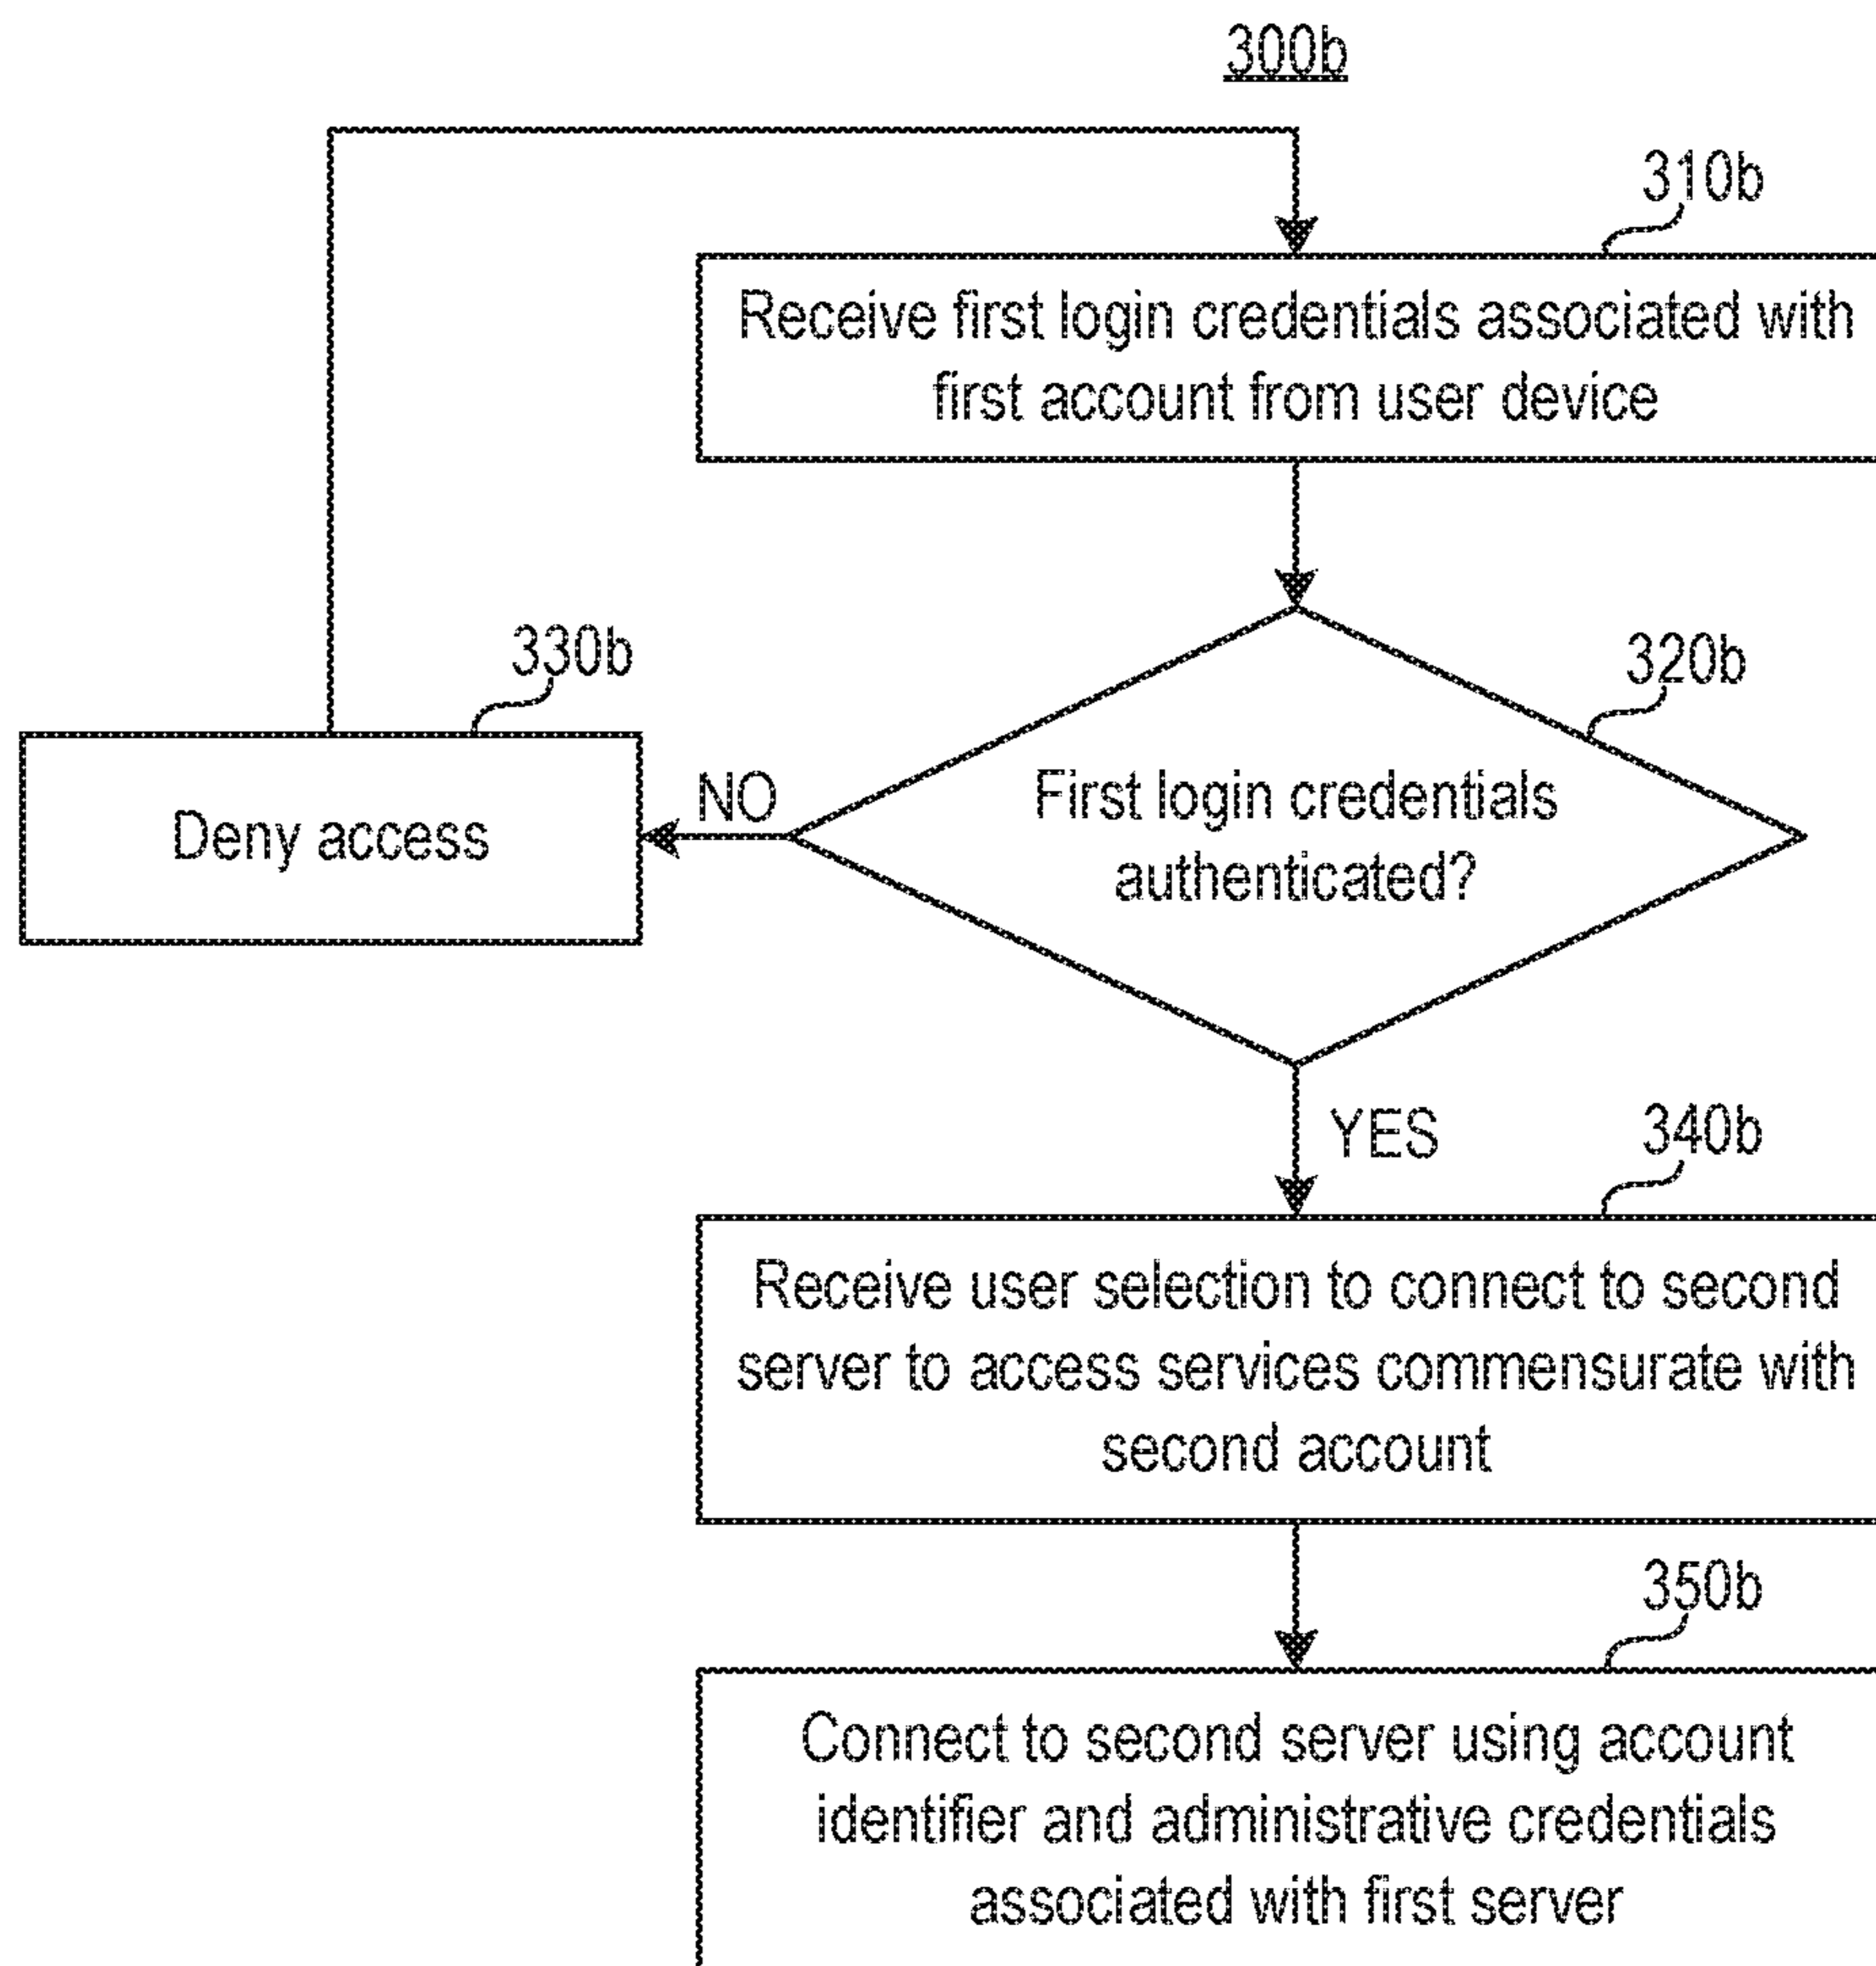 300b
310b
Receive first login credentials associated with
first account from user device
330b
320b
Deny access
NO
First login credentials
authenticated?
YES
340b
Receive user selection to connect to second
server to access services commensurate with
second account
350b
Connect to second server using account
identifier and administrative credentials
associated with first server